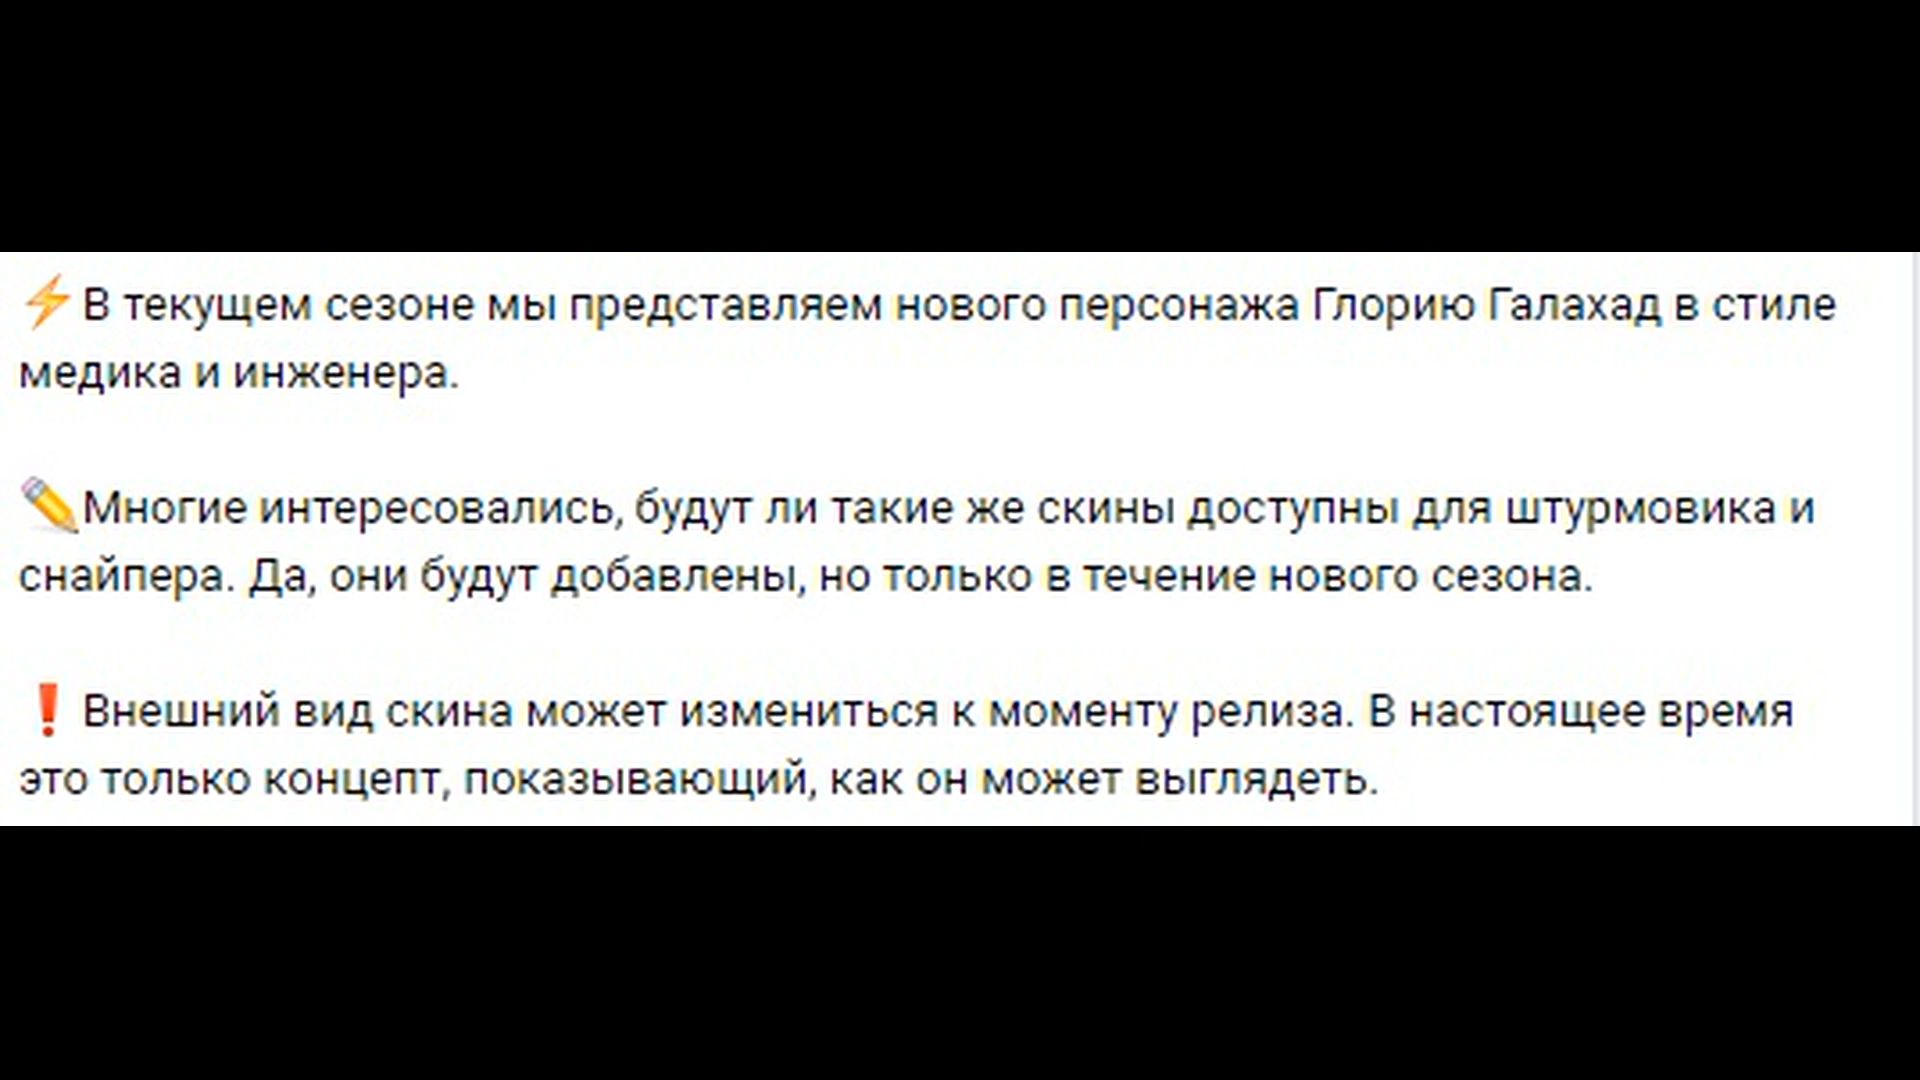 ⚡В текущем сезоне мы представляем нового персонажа Глорию Галахад в стиле
медика и инженера.
✏️Многие интересовались, будут ли такие же скины доступны для штурмовика и
снайпера. Да, они будут добавлены, но только в течение нового сезона.
❗ Внешний вид скина может измениться к моменту релиза. В настоящее время
это только концепт, показывающий, как он может выглядеть.